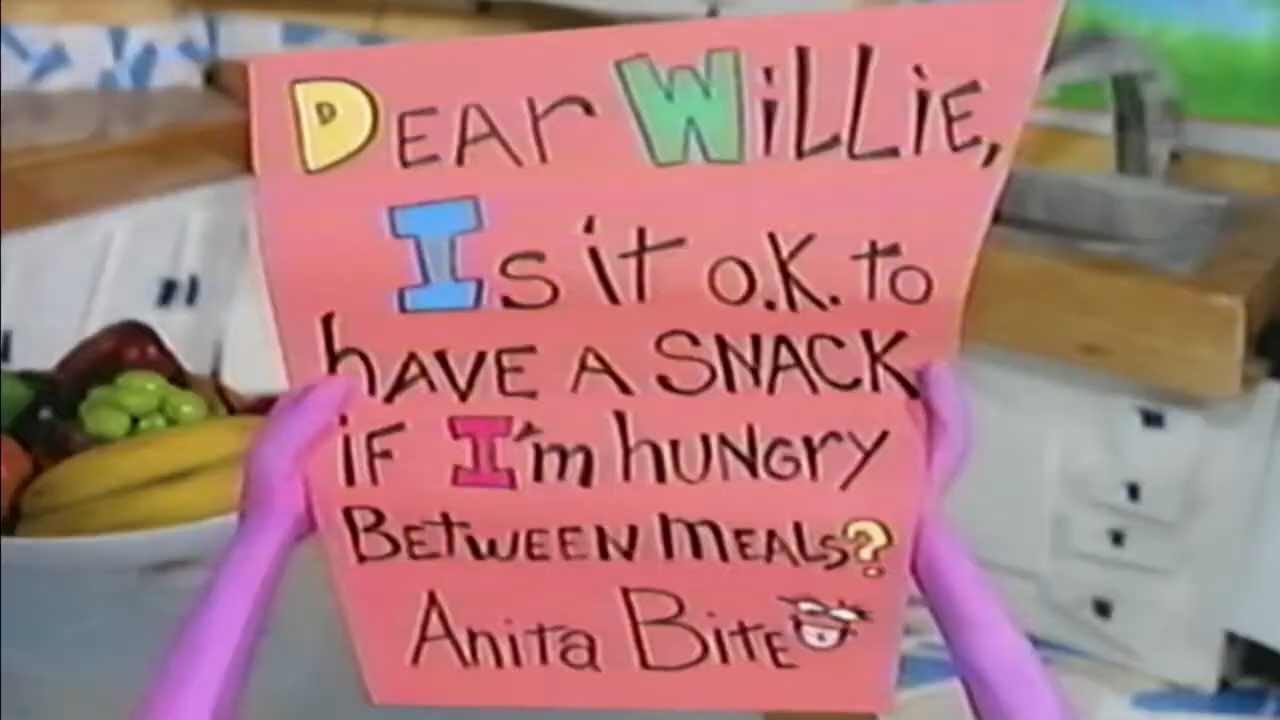 DEAr WiLLiE,
Is it o.K. to
hAVE A SNACK
iF I'm hUNGrY
BETWEEN MEALS?
Anita BiTE